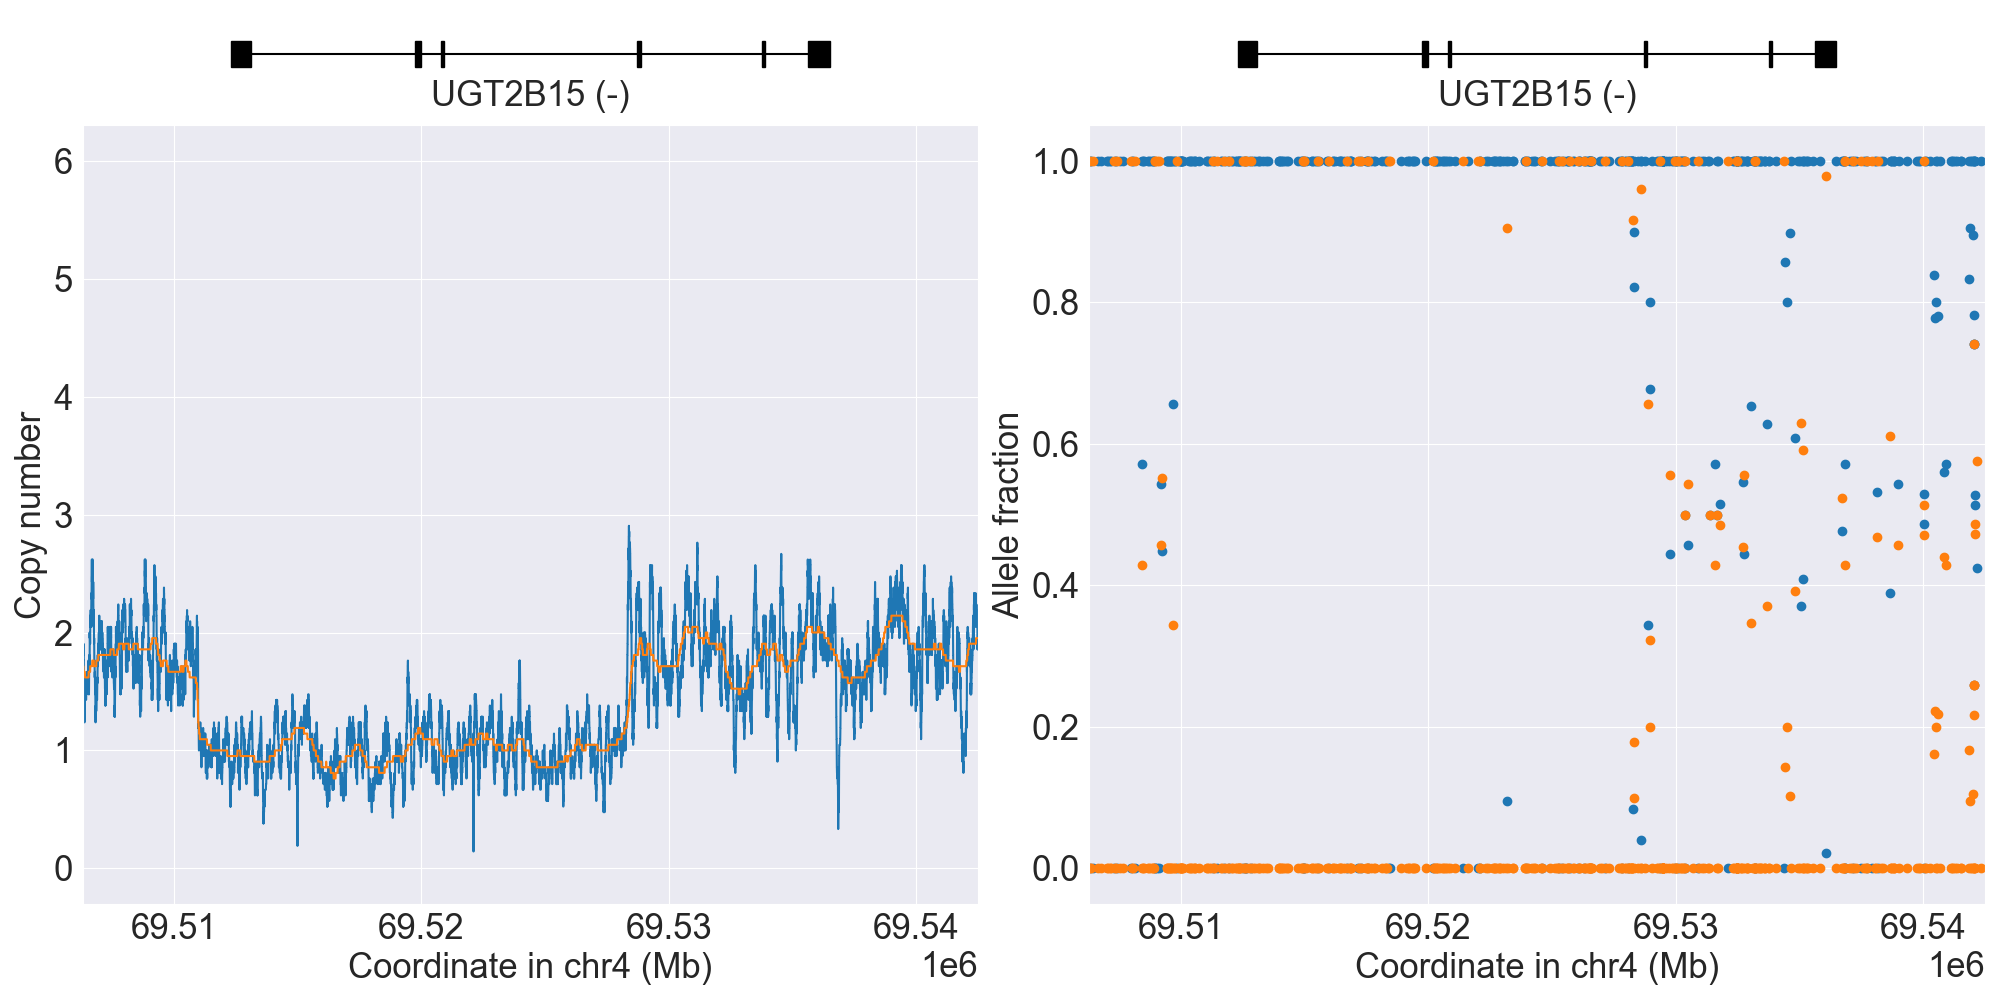 UGT2B15 (-)
6
5
4
3
2
1
0
Copy number
69.51 69.52 69.53 69.54
Coordinate in chr4 (Mb)
1e6
UGT2B15 (-)
1.0
0.8
0.6
0.4
0.2
0.0
Allele fraction
69.51 69.52 69.53 69.54
Coordinate in chr4 (Mb)
1e6